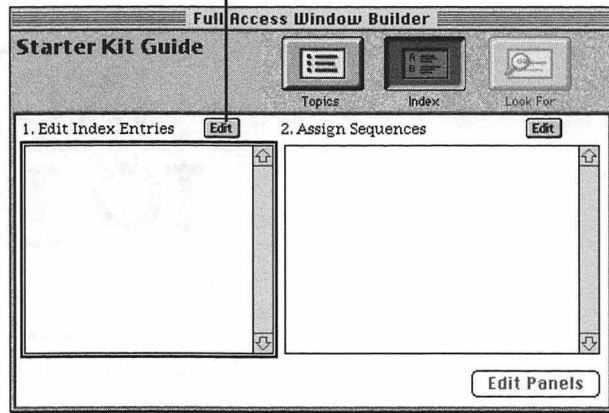 Full Access Window Builder
Starter Kit Guide
Topics
Index
Look For
1. Edit Index Entries
Edit
2. Assign Sequences
Edit
Edit Panels